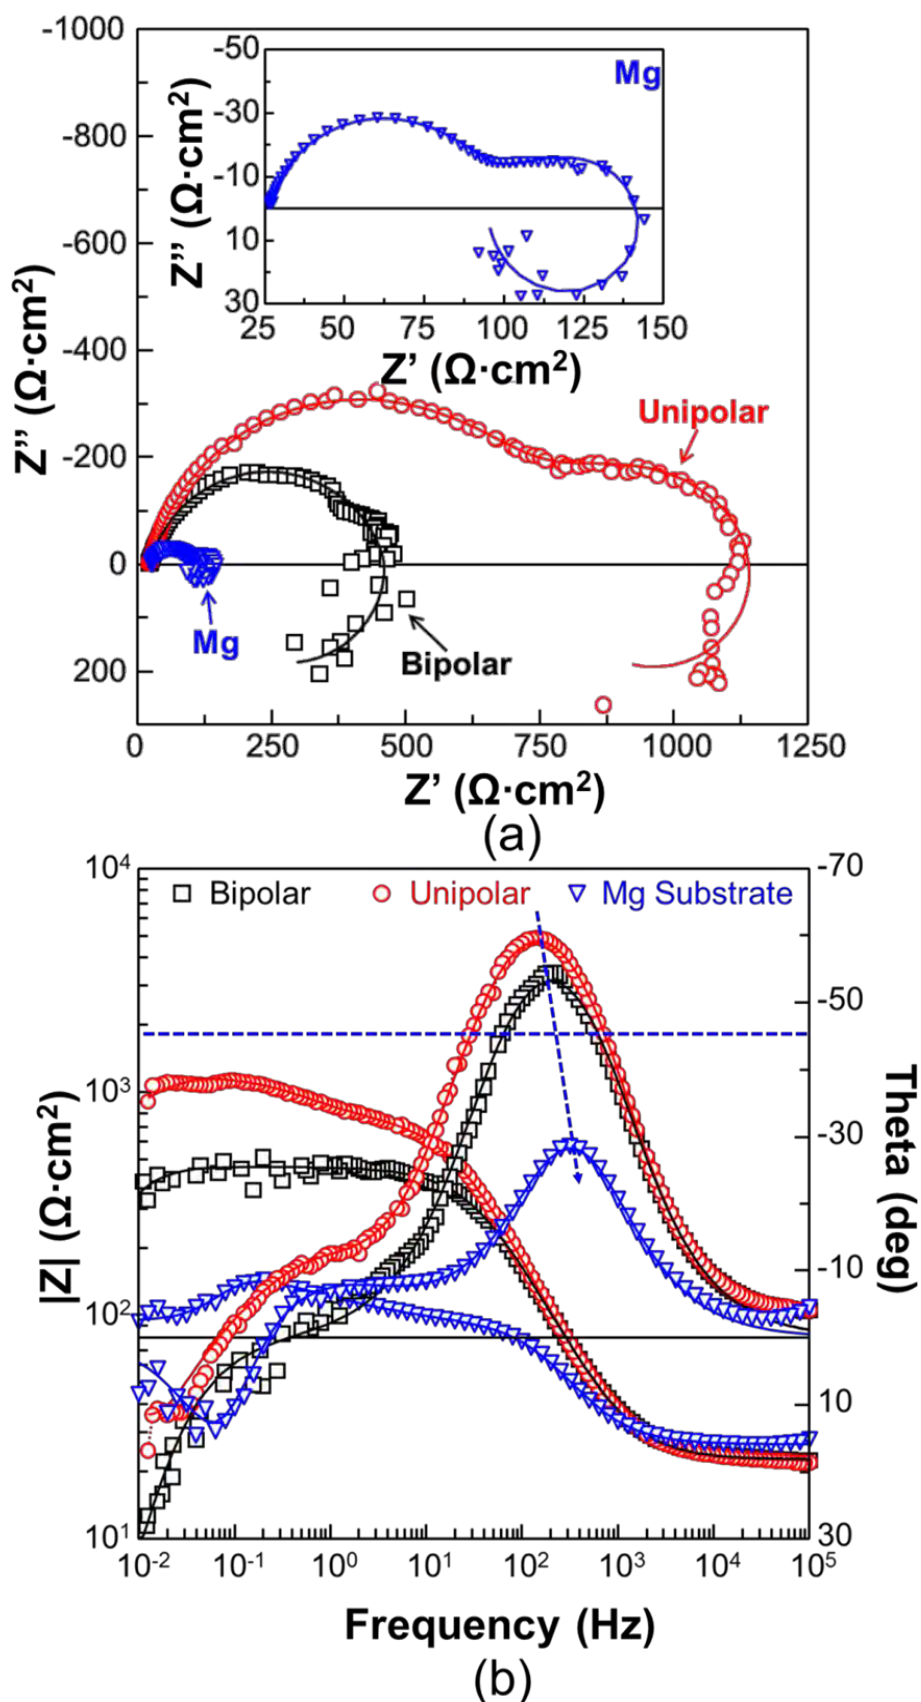 -1000
-800
-600
-400
-200
0
200
Z’’ (Ω·cm²)
-50
-30
-10
10
30
Z’’ (Ω·cm²)
Mg
25 50 75 100 125 150
Z’ (Ω·cm²)
Unipolar
Mg
Bipolar
0 250 500 750 1000 1250
Z’ (Ω·cm²)
(a)
10⁴
10³
10²
10¹
|Z| (Ω·cm²)
Bipolar Unipolar Mg Substrate
-70
-50
-30
-10
10
30
Theta (deg)
10⁻² 10⁻¹ 10⁰ 10¹ 10² 10³ 10⁴ 10⁵
Frequency (Hz)
(b)